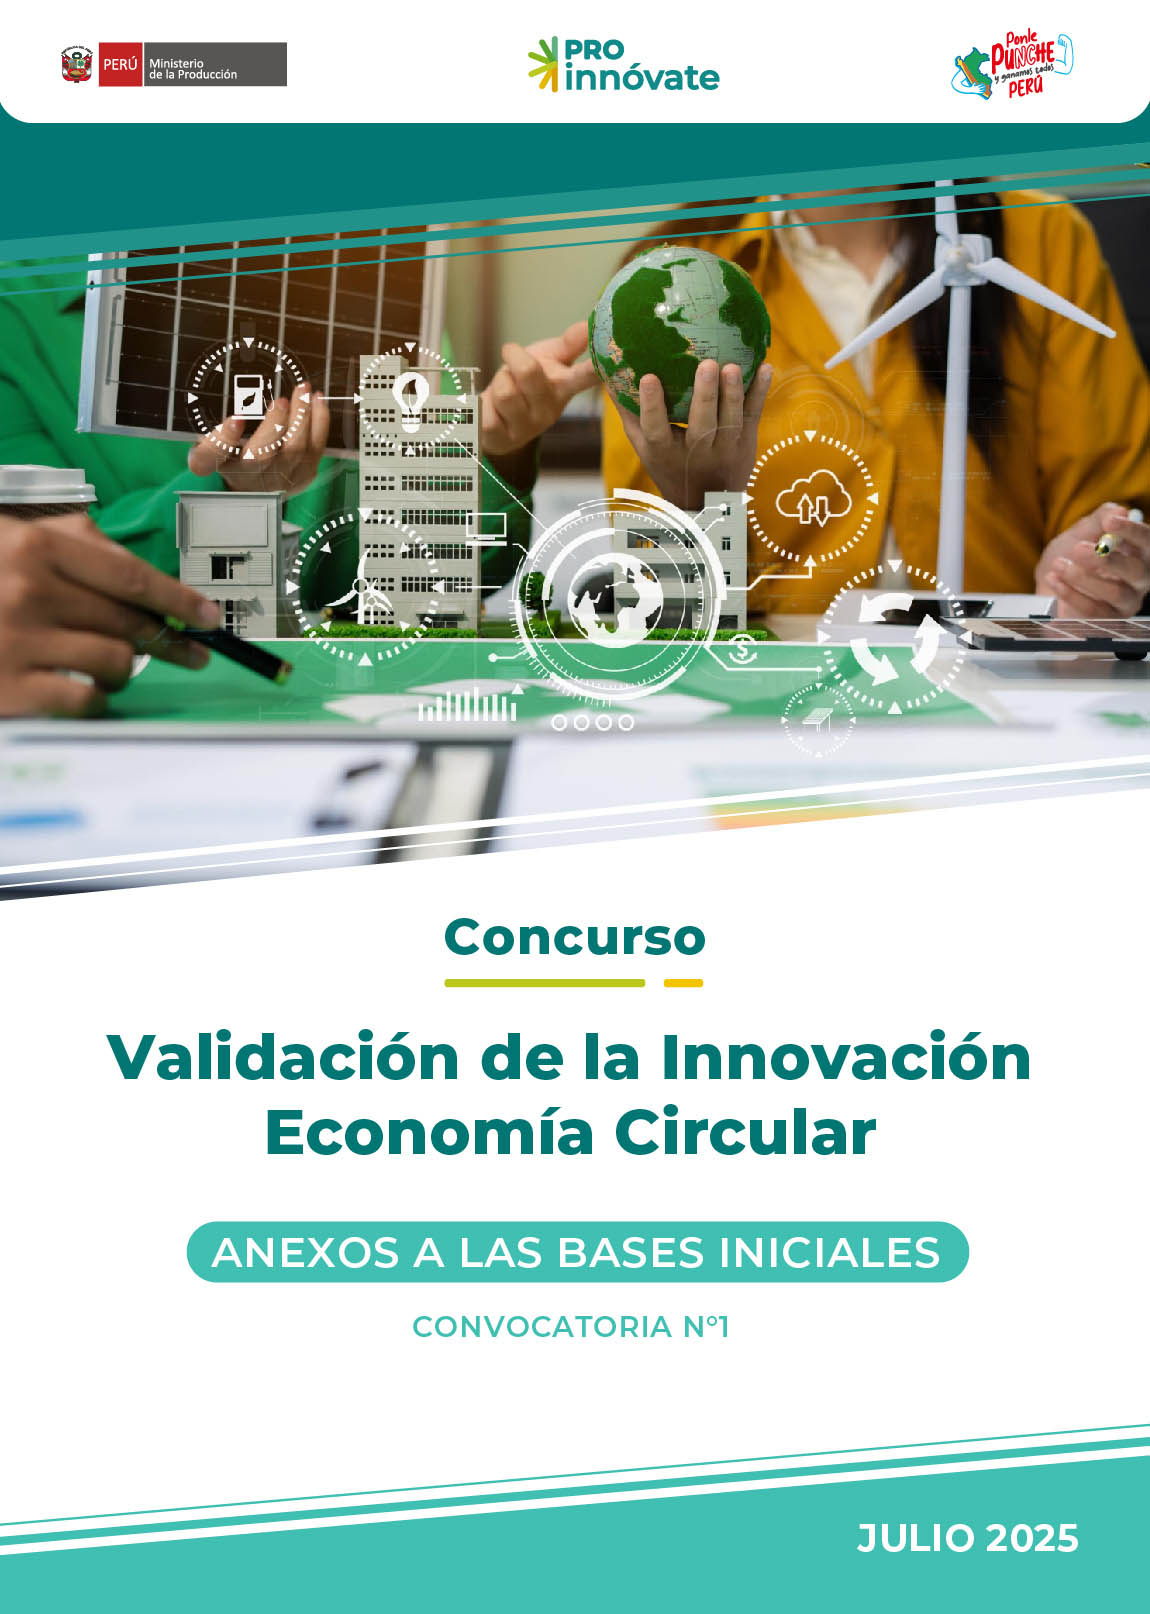 PERÚ
Ministerio
de la Producción
PRO
innóvate
Ponle
PUNCHE
y ganamos todos
PERÚ
Concurso
Validación de la Innovación
Economía Circular
ANEXOS A LAS BASES INICIALES
CONVOCATORIA N°1
JULIO 2025